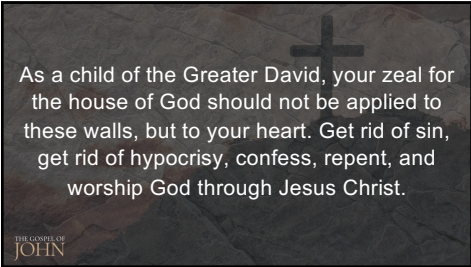 As a child of the Greater David, your zeal for
the house of God should not be applied to
these walls, but to your heart. Get rid of sin,
get rid of hypocrisy, confess, repent, and
worship God through Jesus Christ.
THE GOSPEL OF
JOHN